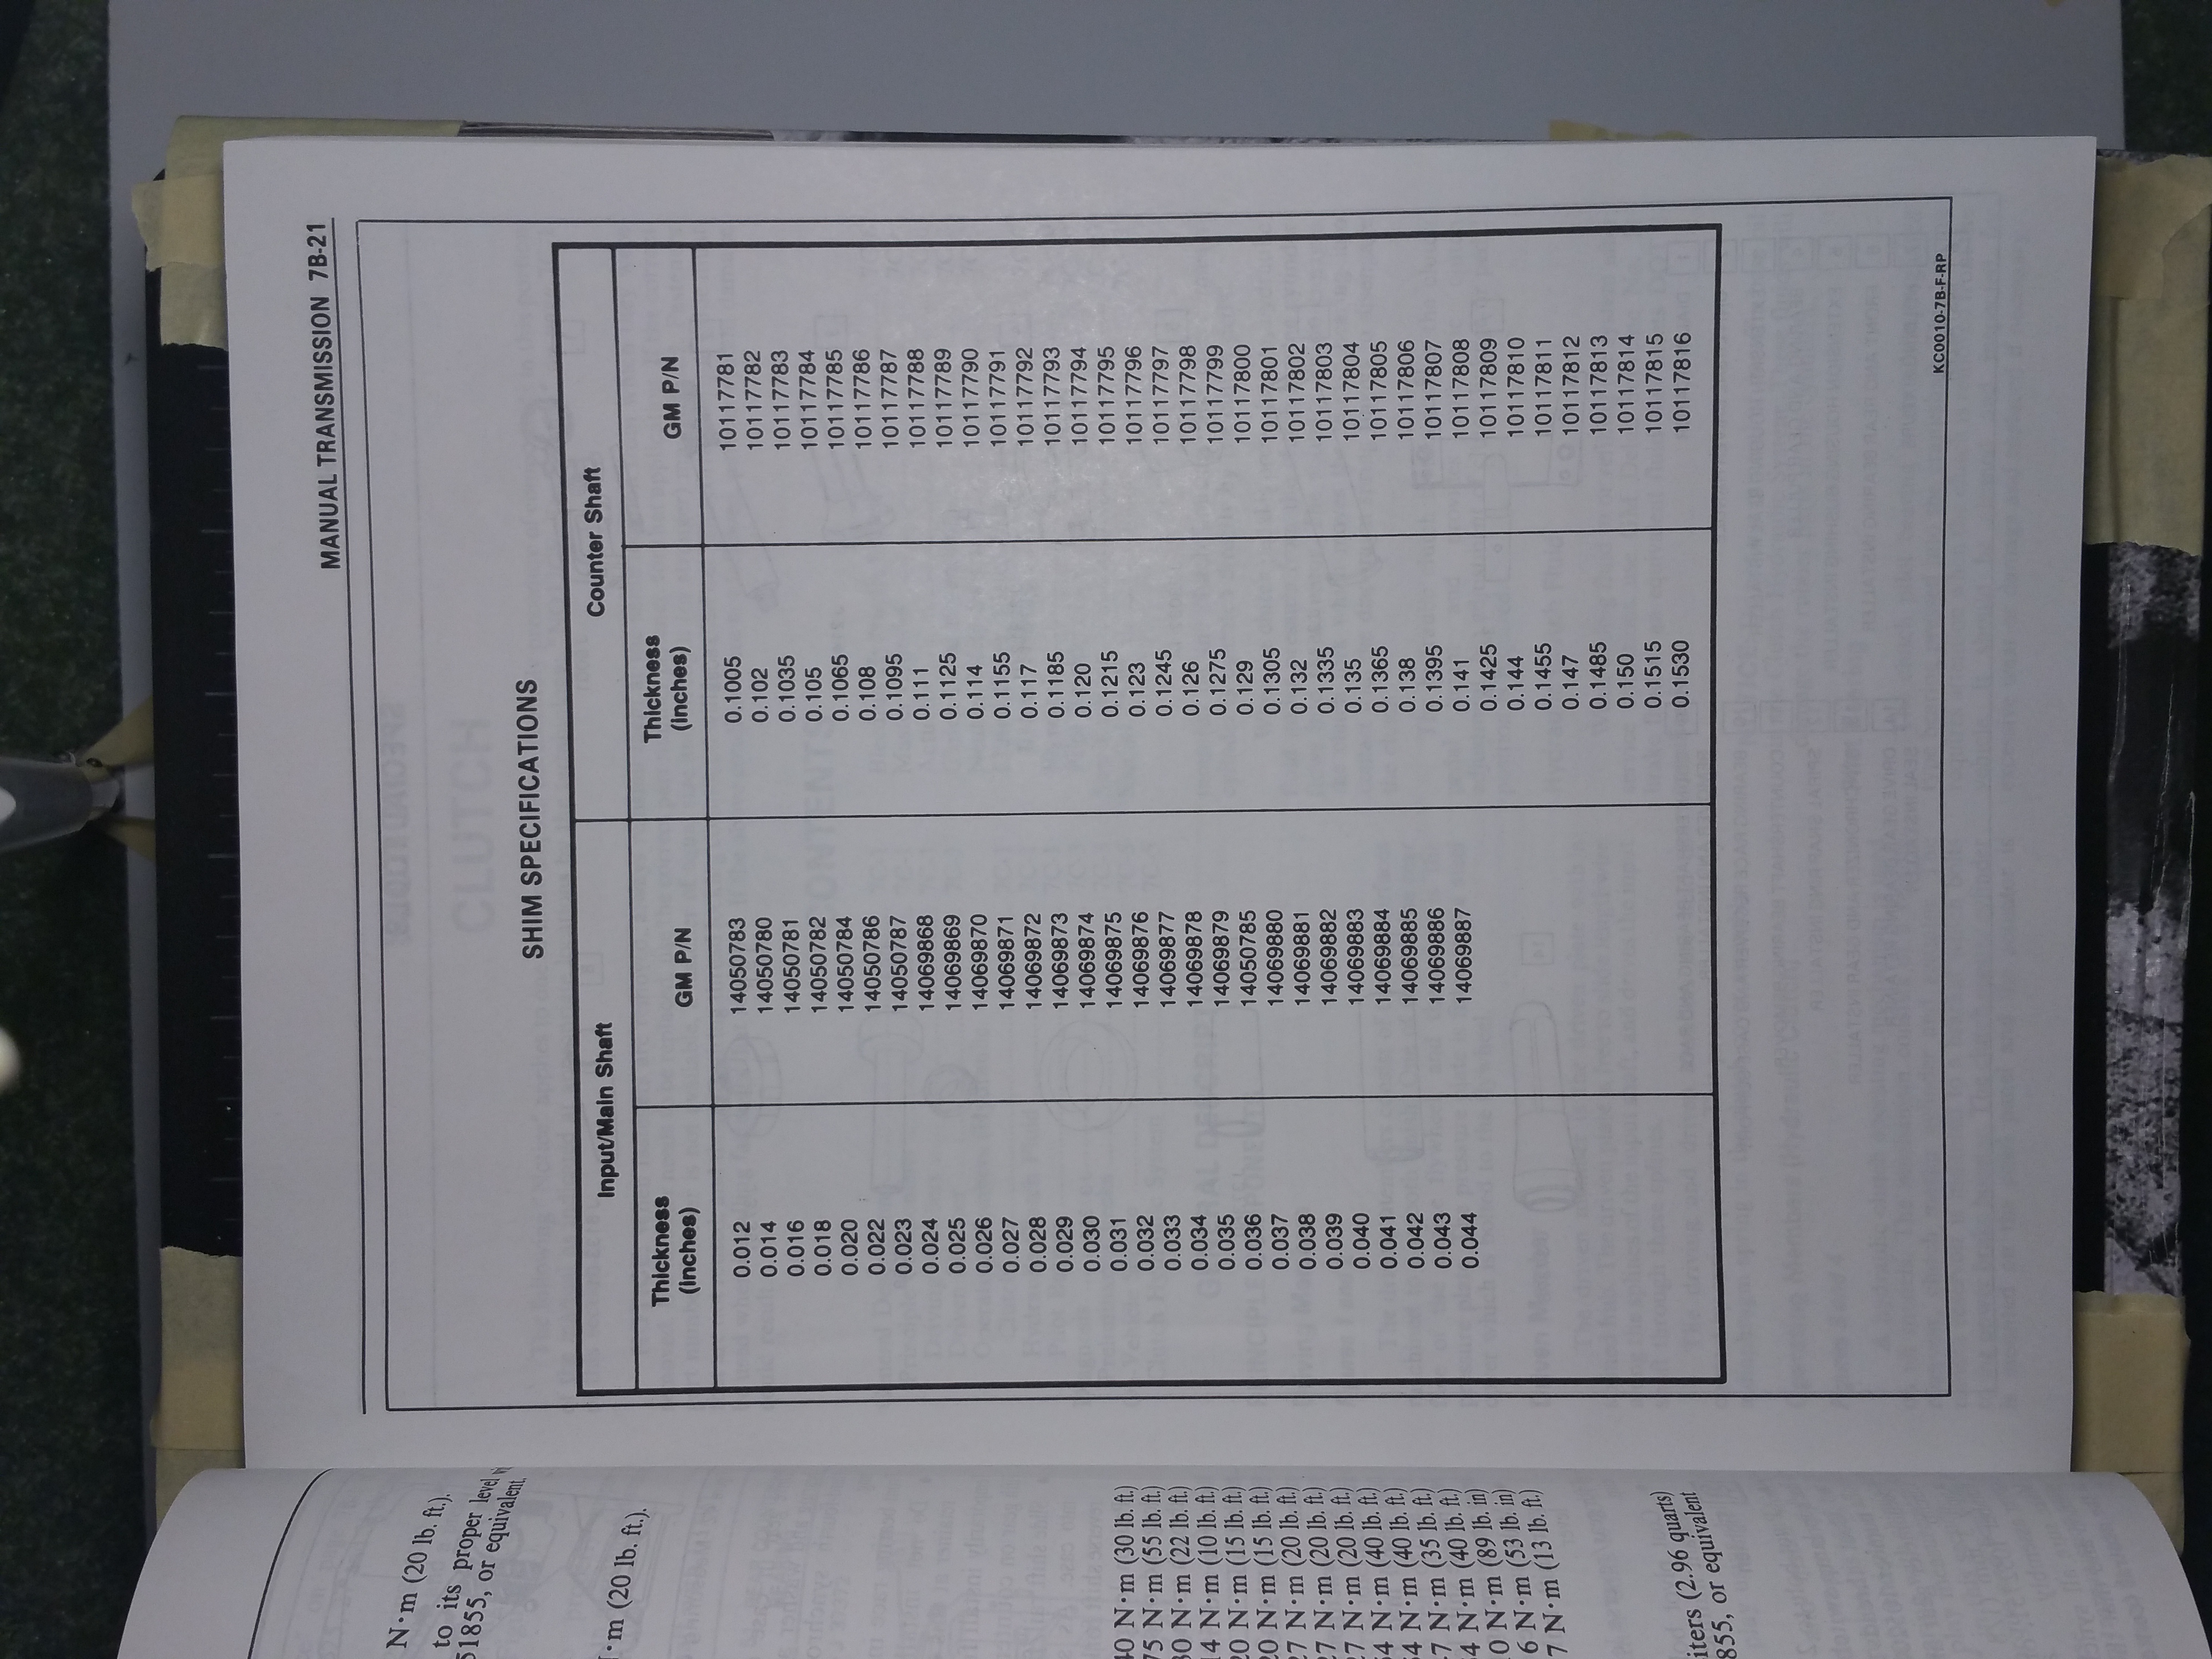 N·m (20 lb. ft.).
to its proper level
51855, or equivalent
·m (20 lb. ft.).
40 N·m (30 lb. ft.)
75 N·m (55 lb. ft.)
30 N·m (22 lb. ft.)
14 N·m (10 lb. ft.)
20 N·m (15 lb. ft.)
20 N·m (15 lb. ft.)
27 N·m (20 lb. ft.)
27 N·m (20 lb. ft.)
27 N·m (20 lb. ft.)
54 N·m (40 lb. ft.)
54 N·m (40 lb. ft.)
47 N·m (35 lb. ft.)
54 N·m (40 lb. ft.)
10 N·m (89 lb. in)
6 N·m (53 lb. in)
7 N·m (13 lb. ft.)
iters (2.96 quarts)
855, or equivalent
MANUAL TRANSMISSION 7B-21
SHIM SPECIFICATIONS
Input/Main Shaft Counter Shaft
Thickness (inches) GM P/N Thickness (inches) GM P/N
0.012 14050783 0.1005 10117781
0.014 14050780 0.102 10117782
0.016 14050781 0.1035 10117783
0.018 14050782 0.105 10117784
0.020 14050784 0.1065 10117785
0.022 14050786 0.108 10117786
0.023 14050787 0.1095 10117787
0.024 14069868 0.111 10117788
0.025 14069869 0.1125 10117789
0.026 14069870 0.114 10117790
0.027 14069871 0.1155 10117791
0.028 14069872 0.117 10117792
0.029 14069873 0.1185 10117793
0.030 14069874 0.120 10117794
0.031 14069875 0.1215 10117795
0.032 14069876 0.123 10117796
0.033 14069877 0.1245 10117797
0.034 14069878 0.126 10117798
0.035 14069879 0.1275 10117799
0.036 14050785 0.129 10117800
0.037 14069880 0.1305 10117801
0.038 14069881 0.132 10117802
0.039 14069882 0.1335 10117803
0.040 14069883 0.135 10117804
0.041 14069884 0.1365 10117805
0.042 14069885 0.138 10117806
0.043 14069886 0.1395 10117807
0.044 14069887 0.141 10117808
0.1425 10117809
0.144 10117810
0.1455 10117811
0.147 10117812
0.1485 10117813
0.150 10117814
0.1515 10117815
0.1530 10117816
KC0010-7B-F-RP